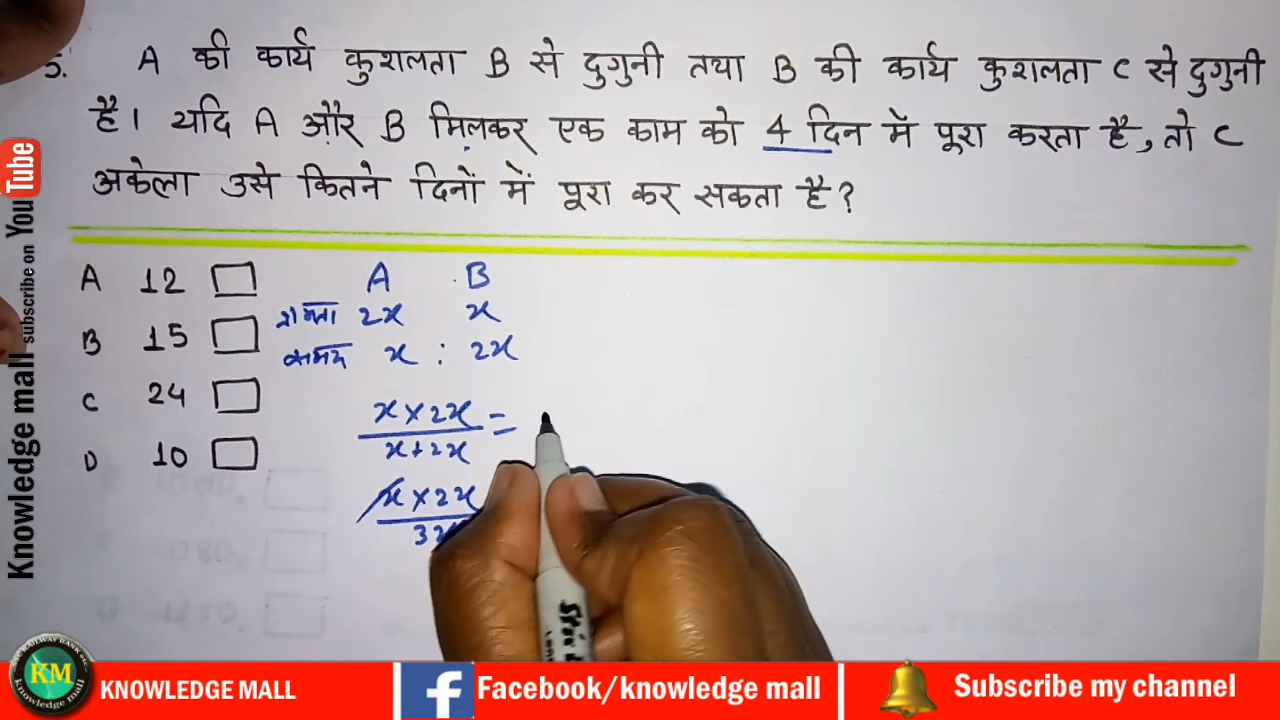 5. A की कार्य कुशलता B से दुगुनी तथा B की कार्य कुशलता C से दुगुनी
है। यदि A और B मिलकर एक काम को 4 दिन में पूरा करता है, तो C
अकेला उसे कितने दिनों में पूरा कर सकता है?
A 12
B 15
C 24
D 10
A B
2x x
समय x : 2x
x × 2x =
x + 2x
x × 2x
Knowledge mall subscribe on YouTube
KM
KNOWLEDGE MALL
Facebook/knowledge mall
Subscribe my channel